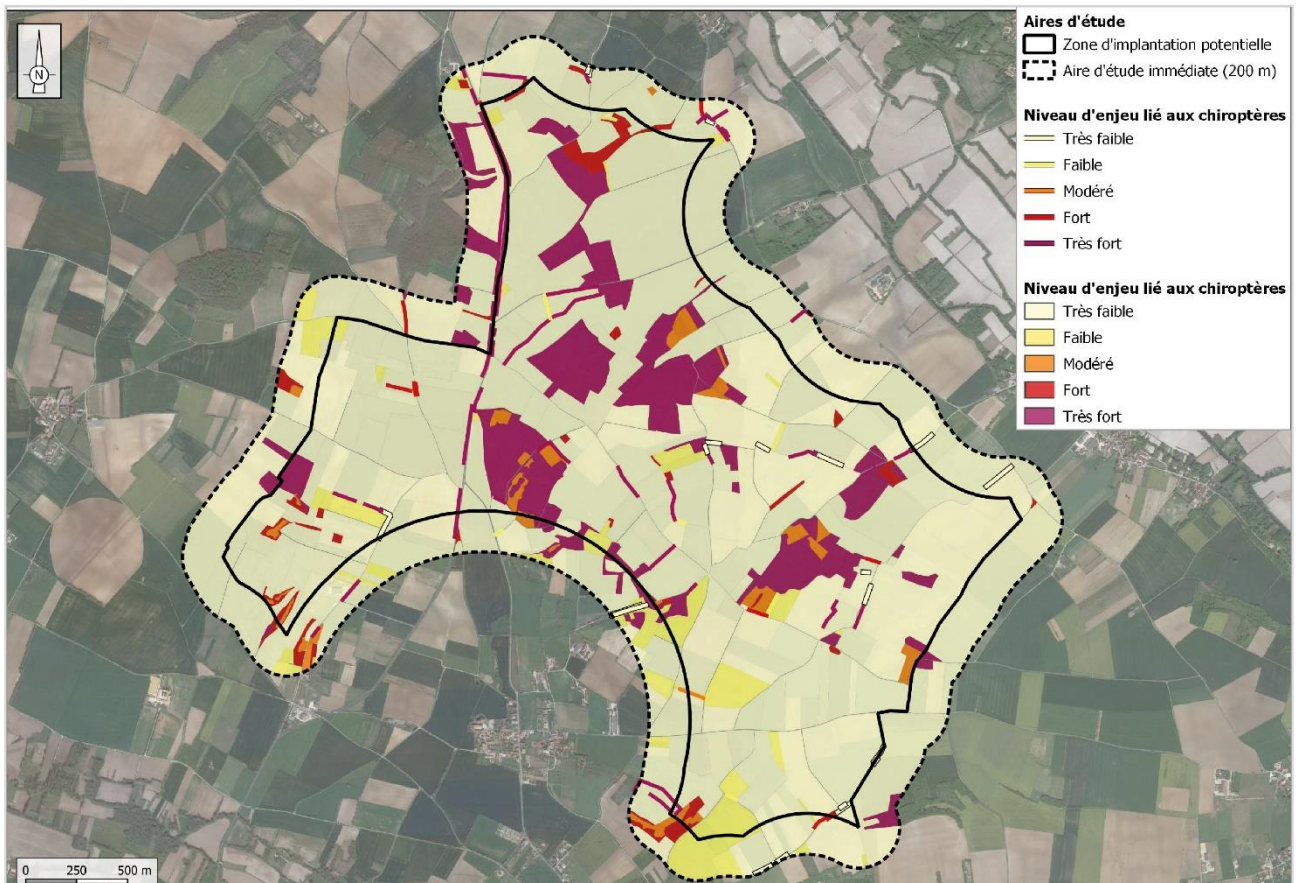 N
Aires d'étude
Zone d'implantation potentielle
Aire d'étude immédiate (200 m)
Niveau d'enjeu lié aux chiroptères
Très faible
Faible
Modéré
Fort
Très fort
Niveau d'enjeu lié aux chiroptères
Très faible
Faible
Modéré
Fort
Très fort
0 250 500 m